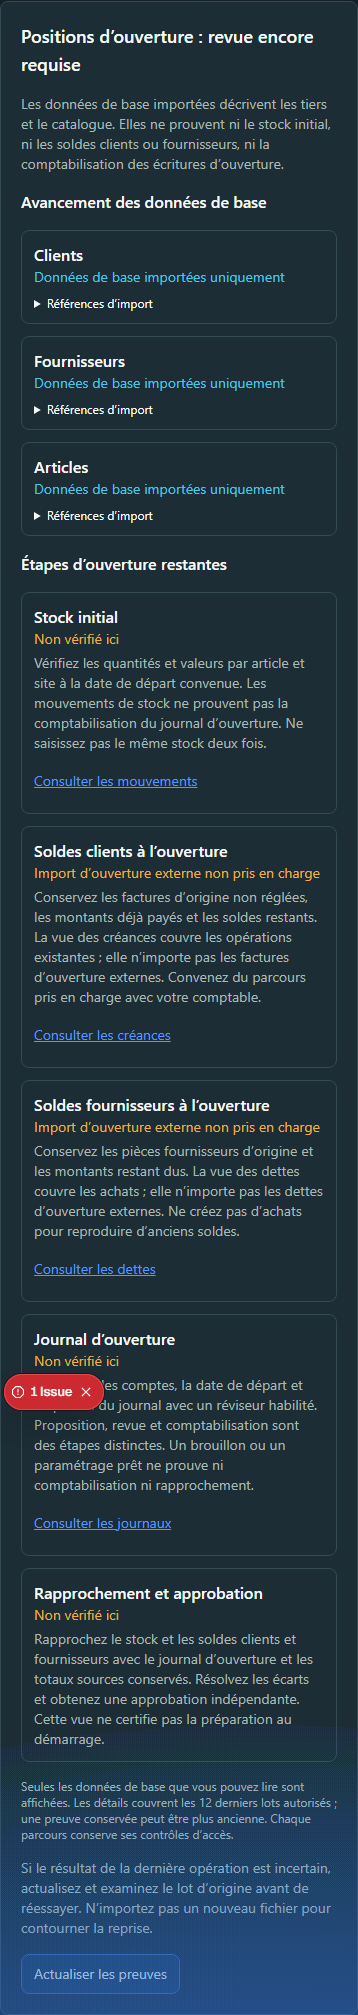 Positions d’ouverture : revue encore
requise
Les données de base importées décrivent les tiers
et le catalogue. Elles ne prouvent ni le stock initial,
ni les soldes clients ou fournisseurs, ni la
comptabilisation des écritures d’ouverture.
Avancement des données de base
Clients
Données de base importées uniquement
Références d’import
Fournisseurs
Données de base importées uniquement
Références d’import
Articles
Données de base importées uniquement
Références d’import
Étapes d’ouverture restantes
Stock initial
Non vérifié ici
Vérifiez les quantités et valeurs par article et
site à la date de départ convenue. Les
mouvements de stock ne prouvent pas la
comptabilisation du journal d’ouverture. Ne
saisissez pas le même stock deux fois.
Consulter les mouvements
Soldes clients à l’ouverture
Import d’ouverture externe non pris en charge
Conservez les factures d’origine non réglées,
les montants déjà payés et les soldes restants.
La vue des créances couvre les opérations
existantes ; elle n’importe pas les factures
d’ouverture externes. Convenez du parcours
pris en charge avec votre comptable.
Consulter les créances
Soldes fournisseurs à l’ouverture
Import d’ouverture externe non pris en charge
Conservez les pièces fournisseurs d’origine et
les montants restant dus. La vue des dettes
couvre les achats ; elle n’importe pas les dettes
d’ouverture externes. Ne créez pas d’achats
pour reproduire d’anciens soldes.
Consulter les dettes
Journal d’ouverture
Non vérifié ici
les comptes, la date de départ et
1 Issue
du journal avec un réviseur habilité.
Proposition, revue et comptabilisation sont
des étapes distinctes. Un brouillon ou un
paramétrage prêt ne prouve ni
comptabilisation ni rapprochement.
Consulter les journaux
Rapprochement et approbation
Non vérifié ici
Rapprochez le stock et les soldes clients et
fournisseurs avec le journal d’ouverture et les
totaux sources conservés. Résolvez les écarts
et obtenez une approbation indépendante.
Cette vue ne certifie pas la préparation au
démarrage.
Seules les données de base que vous pouvez lire sont
affichées. Les détails couvrent les 12 derniers lots autorisés ;
une preuve conservée peut être plus ancienne. Chaque
parcours conserve ses contrôles d’accès.
Si le résultat de la dernière opération est incertain,
actualisez et examinez le lot d’origine avant de
réessayer. N’importez pas un nouveau fichier pour
contourner la reprise.
Actualiser les preuves